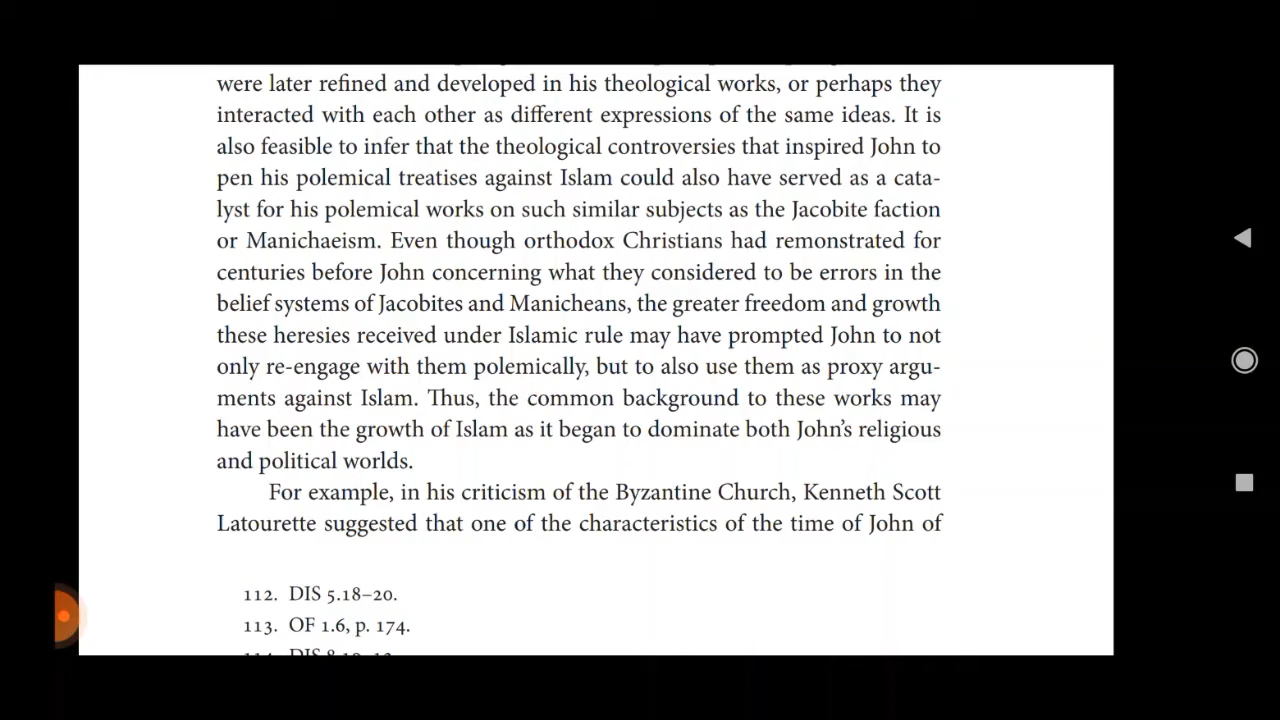 were later refined and developed in his theological works, or perhaps they
interacted with each other as different expressions of the same ideas. It is
also feasible to infer that the theological controversies that inspired John to
pen his polemical treatises against Islam could also have served as a cata-
lyst for his polemical works on such similar subjects as the Jacobite faction
or Manichaeism. Even though orthodox Christians had remonstrated for
centuries before John concerning what they considered to be errors in the
belief systems of Jacobites and Manicheans, the greater freedom and growth
these heresies received under Islamic rule may have prompted John to not
only re-engage with them polemically, but to also use them as proxy argu-
ments against Islam. Thus, the common background to these works may
have been the growth of Islam as it began to dominate both John’s religious
and political worlds.
For example, in his criticism of the Byzantine Church, Kenneth Scott
Latourette suggested that one of the characteristics of the time of John of
112. DIS 5.18–20.
113. OF 1.6, p. 174.